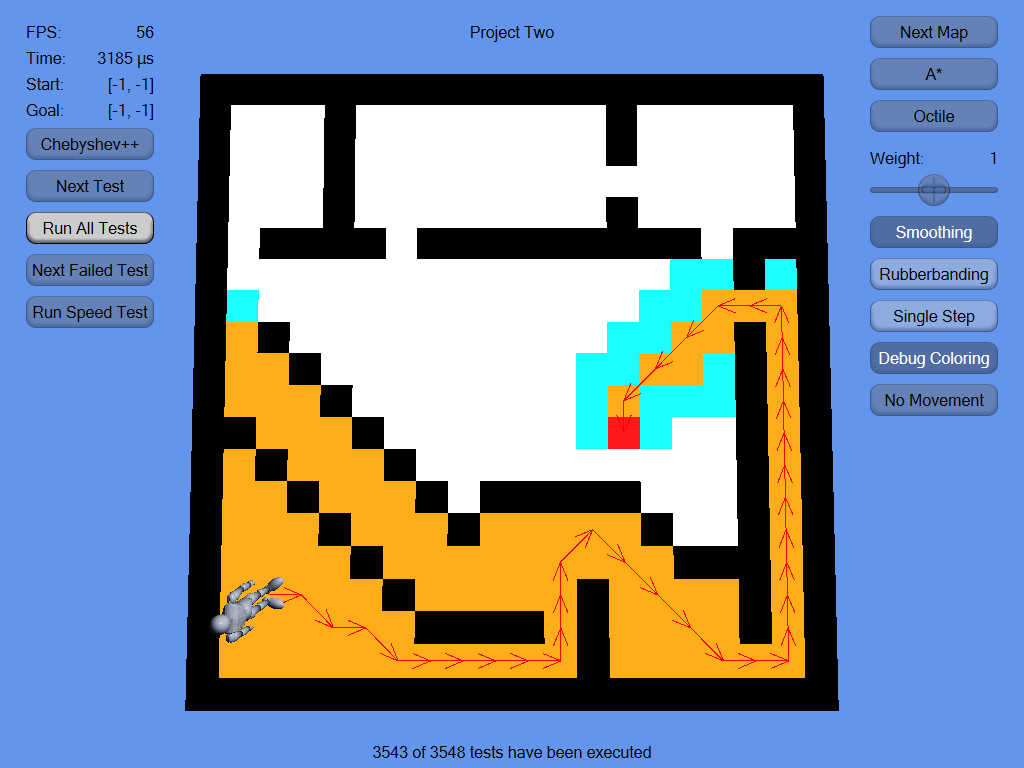 FPS: 56
Time: 3185 µs
Start: [-1, -1]
Goal: [-1, -1]
Chebyshev++
Next Test
Run All Tests
Next Failed Test
Run Speed Test
Project Two
Next Map
A*
Octile
Weight: 1
Smoothing
Rubberbanding
Single Step
Debug Coloring
No Movement
3543 of 3548 tests have been executed